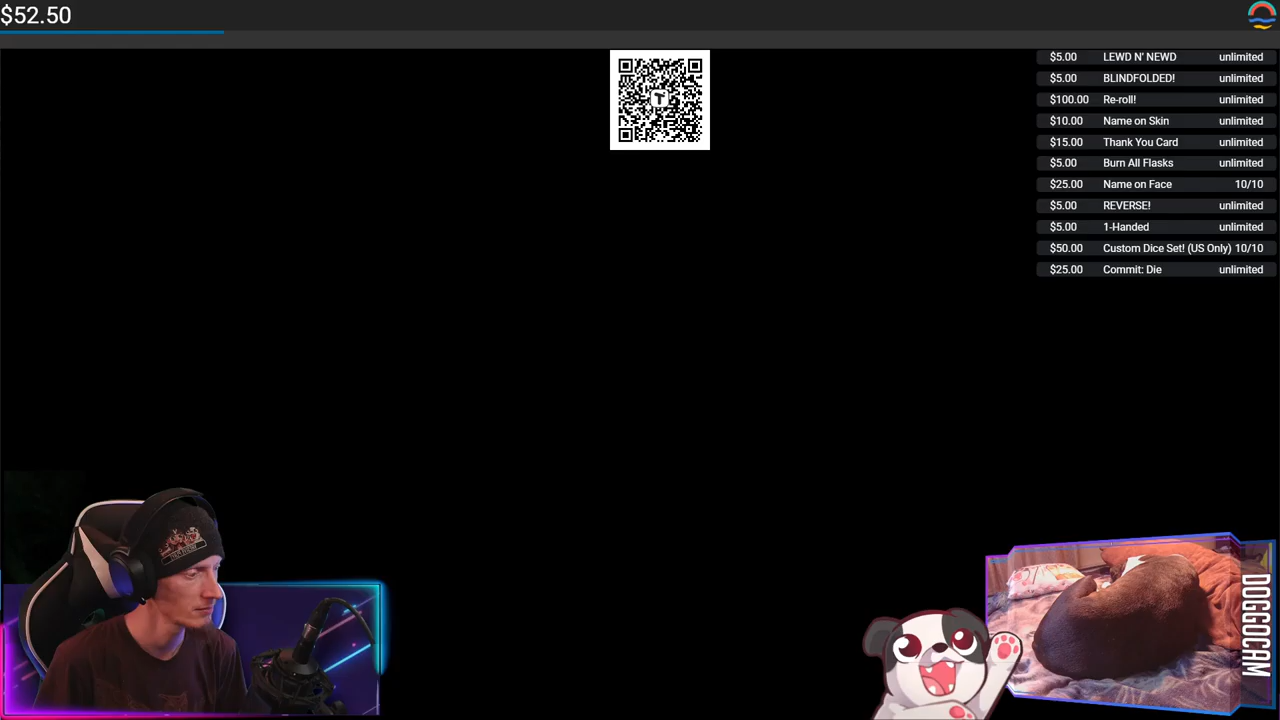 $52.50
$5.00 LEWD N' NEWD unlimited
$5.00 BLINDFOLDED! unlimited
$100.00 Re-roll! unlimited
$10.00 Name on Skin unlimited
$15.00 Thank You Card unlimited
$5.00 Burn All Flasks unlimited
$25.00 Name on Face 10/10
$5.00 REVERSE! unlimited
$5.00 1-Handed unlimited
$50.00 Custom Dice Set! (US Only) 10/10
$25.00 Commit: Die unlimited
T
DOGGOCAM